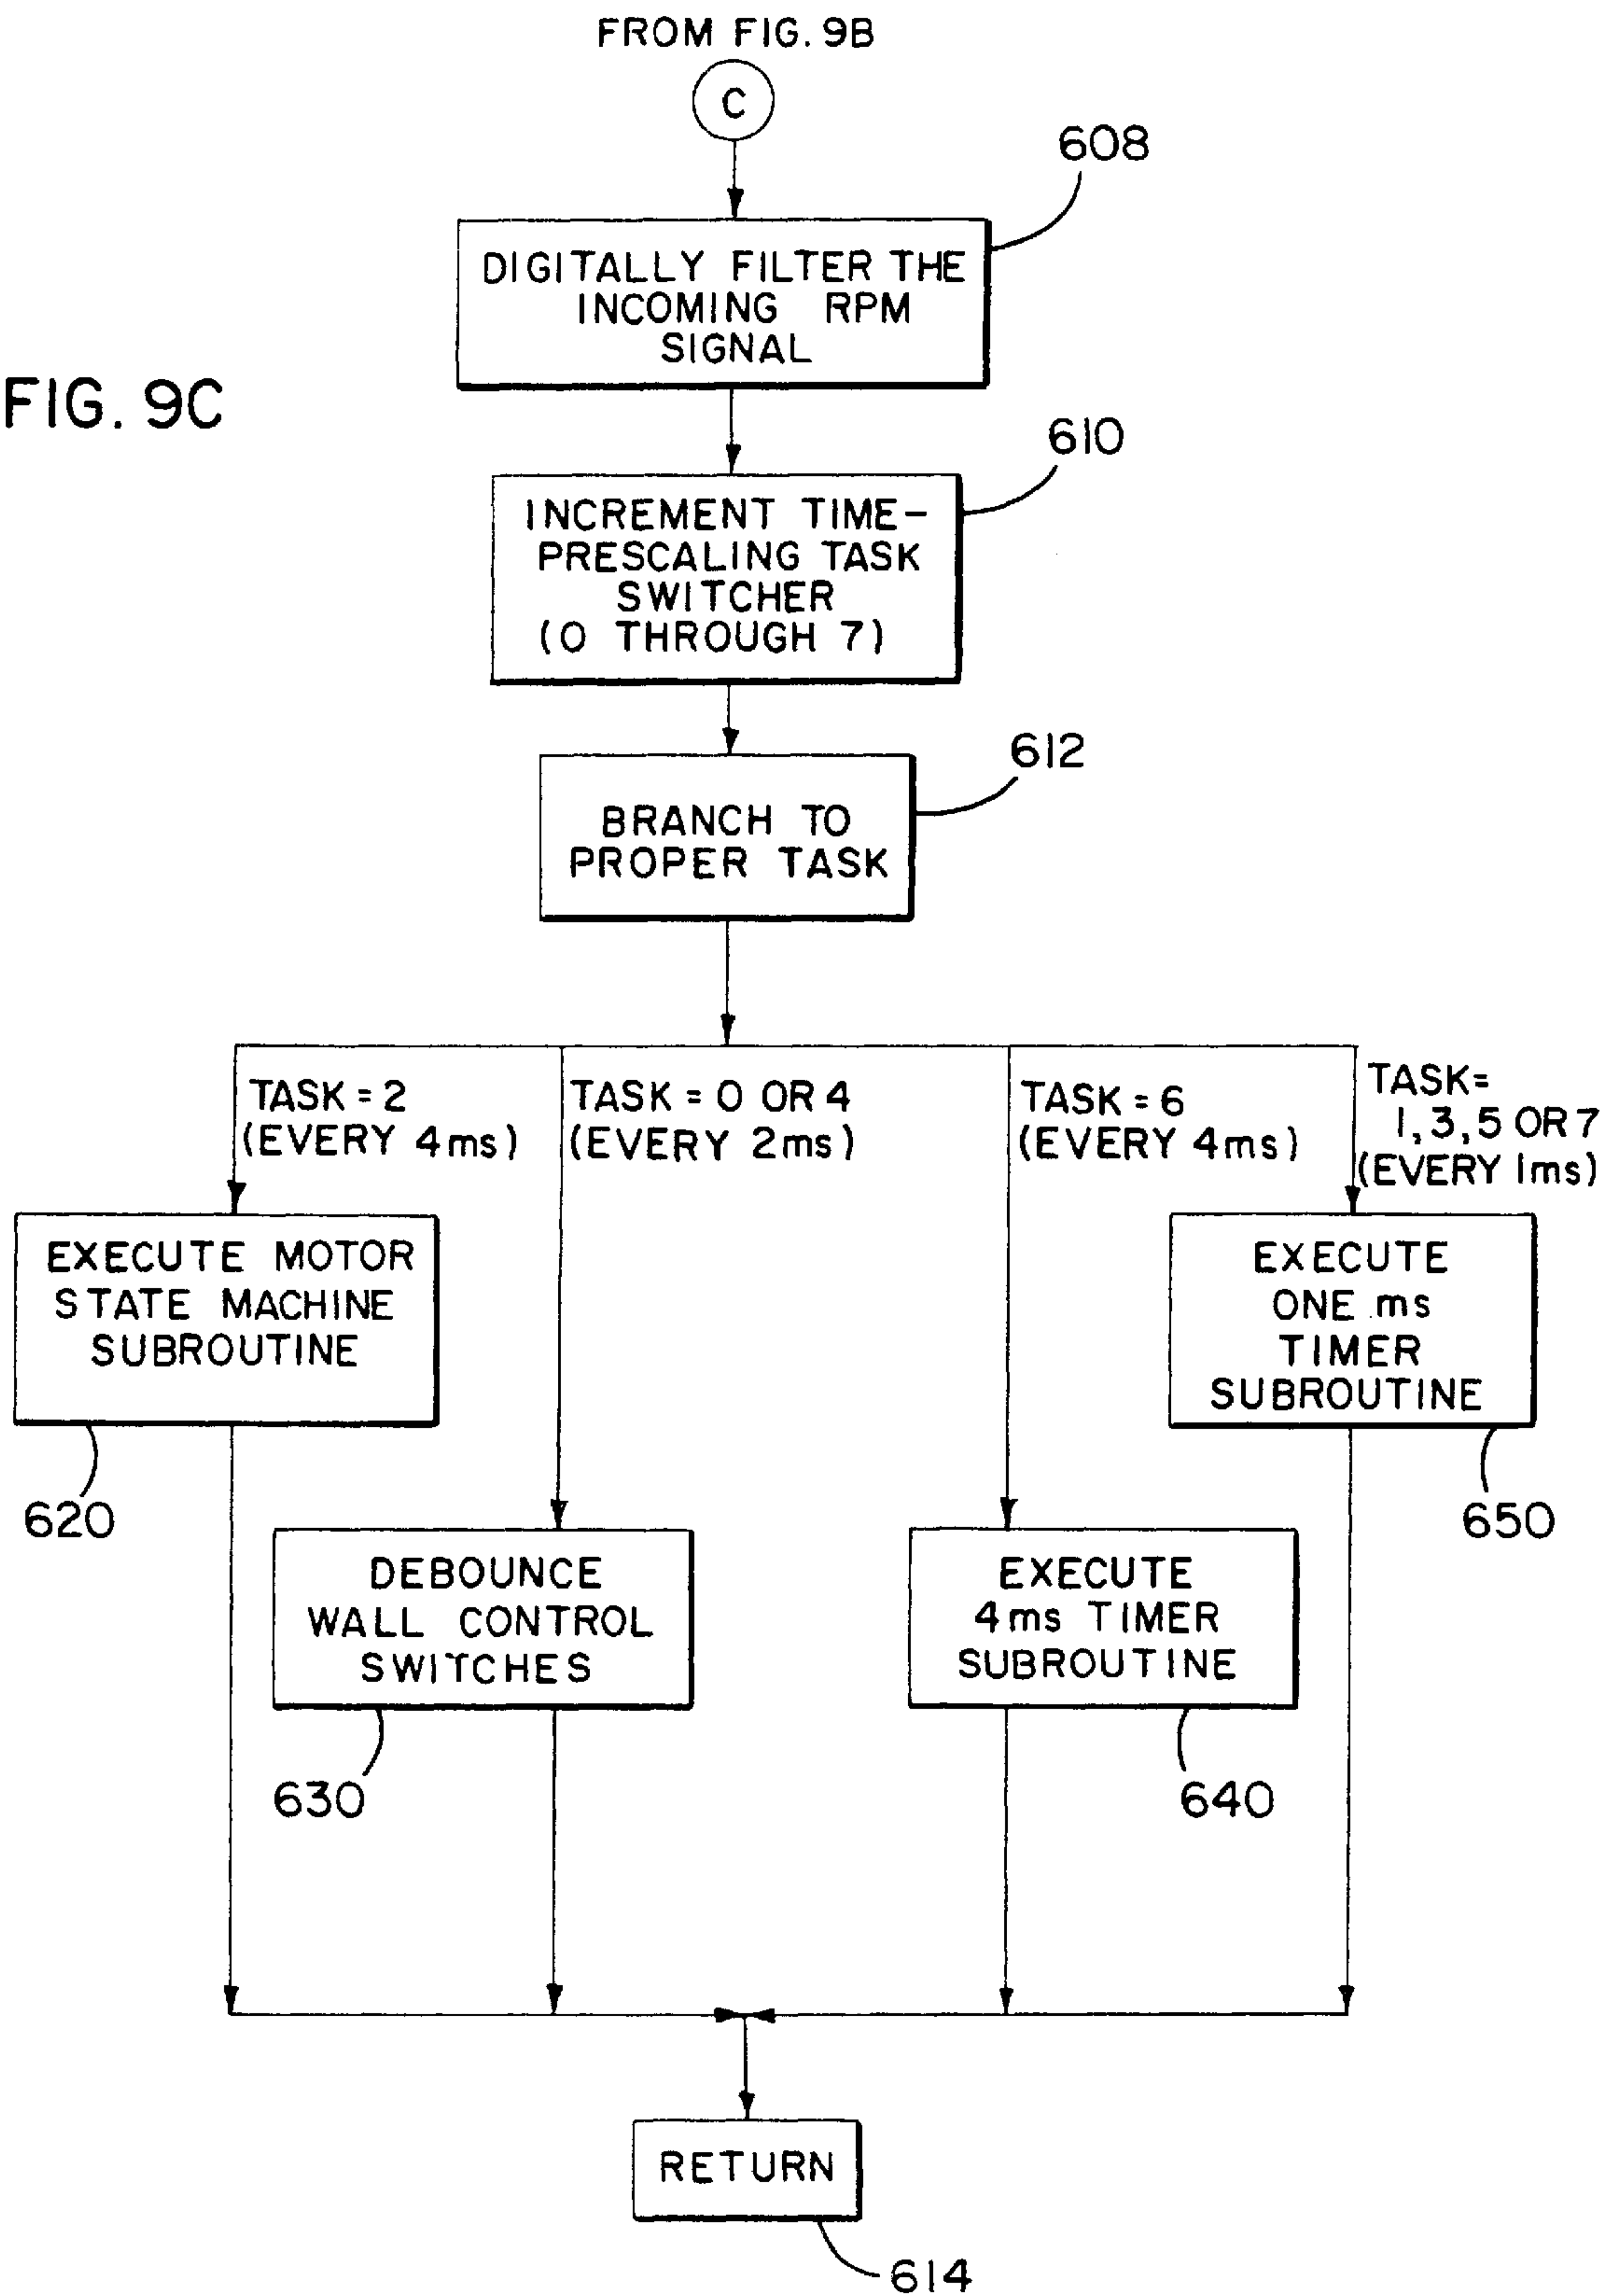 FROM FIG. 9B
C
608
DIGITALLY FILTER THE
INCOMING RPM
SIGNAL
FIG. 9C
610
INCREMENT TIME-
PRESCALING TASK
SWITCHER
(0 THROUGH 7)
612
BRANCH TO
PROPER TASK
TASK = 2
(EVERY 4ms)
TASK = 0 OR 4
(EVERY 2ms)
TASK = 6
(EVERY 4ms)
TASK=
1, 3, 5 OR 7
(EVERY 1ms)
EXECUTE MOTOR
STATE MACHINE
SUBROUTINE
EXECUTE
ONE ms
TIMER
SUBROUTINE
620
650
DEBOUNCE
WALL CONTROL
SWITCHES
EXECUTE
4ms TIMER
SUBROUTINE
630
640
RETURN
614